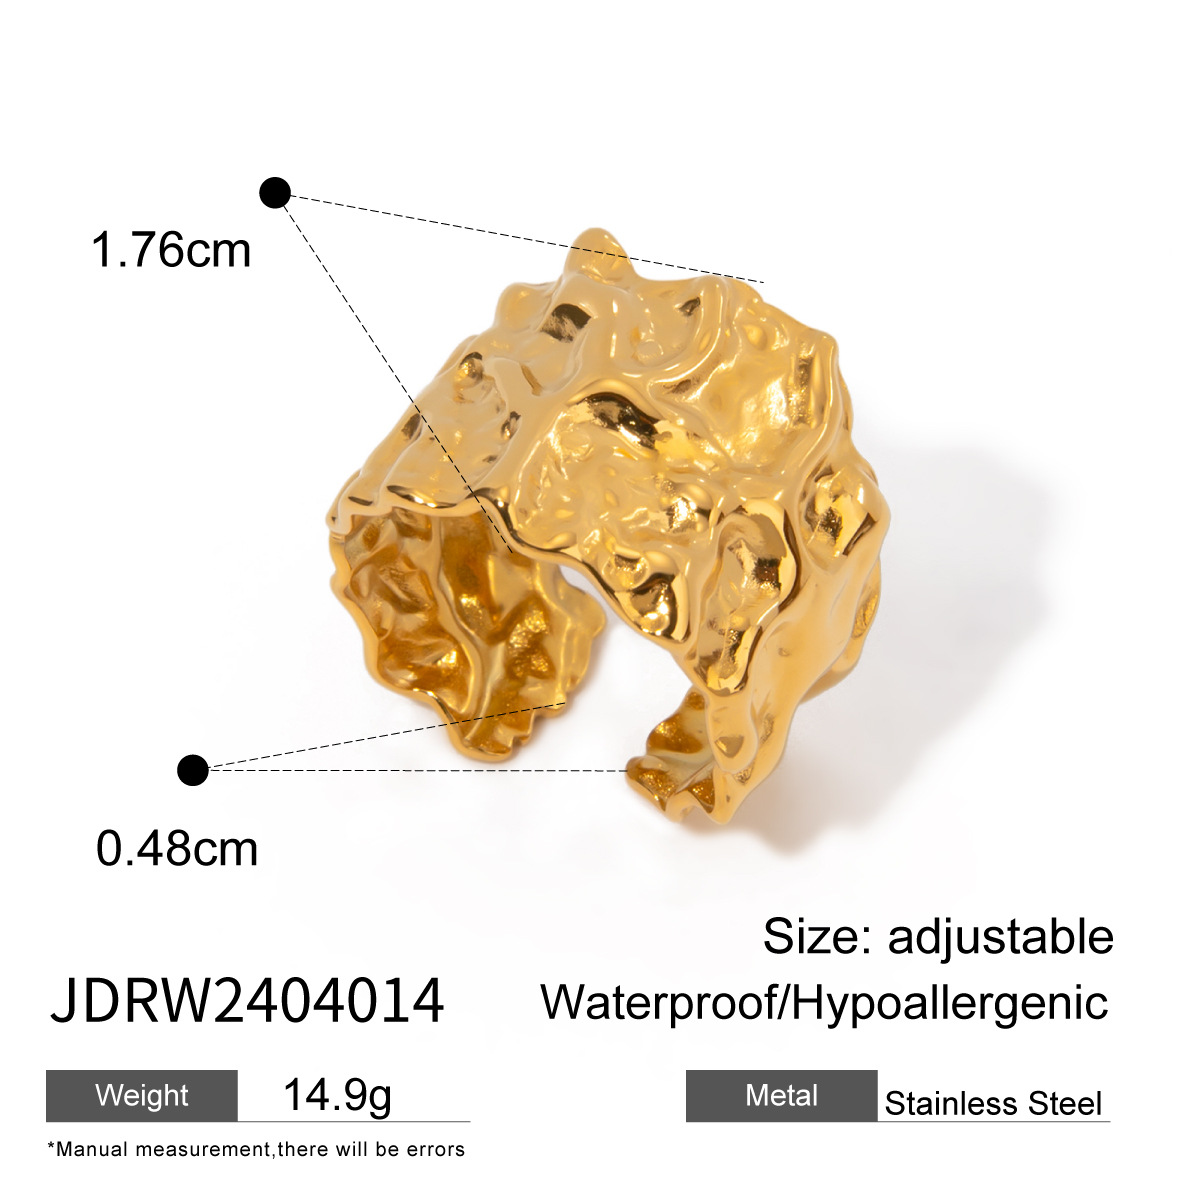 1.76cm
0.48cm
Size: adjustable
JDRW2404014
Waterproof/Hypoallergenic
Weight 14.9g
Metal Stainless Steel
*Manual measurement,there will be errors